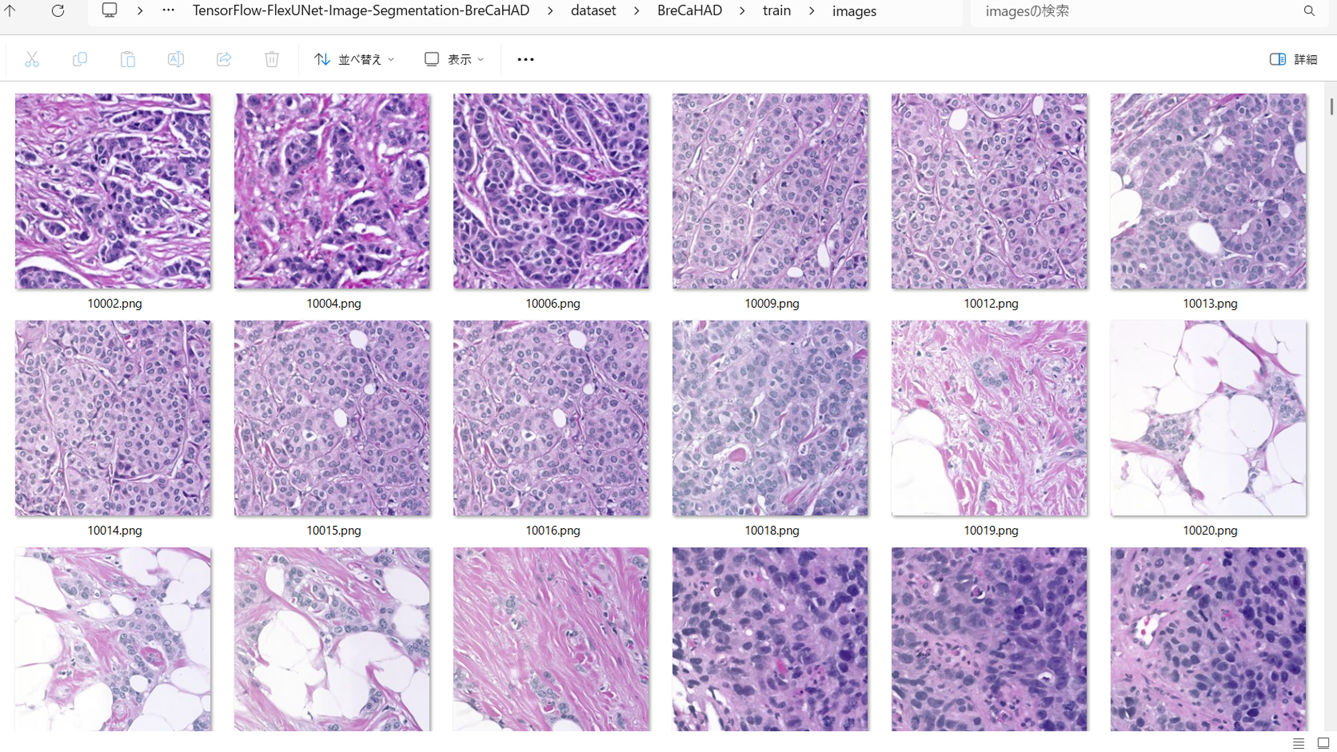 TensorFlow-FlexUNet-Image-Segmentation-BreCaHAD > dataset > BreCaHAD > train > images
imagesの検索
並べ替え
表示
詳細
10002.png
10004.png
10006.png
10009.png
10012.png
10013.png
10014.png
10015.png
10016.png
10018.png
10019.png
10020.png